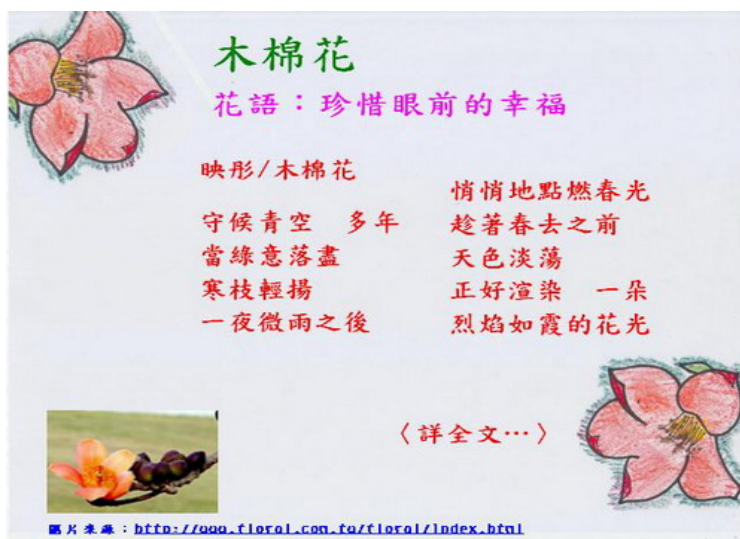 木棉花
花語：珍惜眼前的幸福
映彤/木棉花
守候青空　多年
當綠意落盡
寒枝輕揚
一夜微雨之後
悄悄地點燃春光
趁著春去之前
天色淡蕩
正好渲染　一朵
烈焰如霞的花光
〈詳全文…〉
圖片來源：